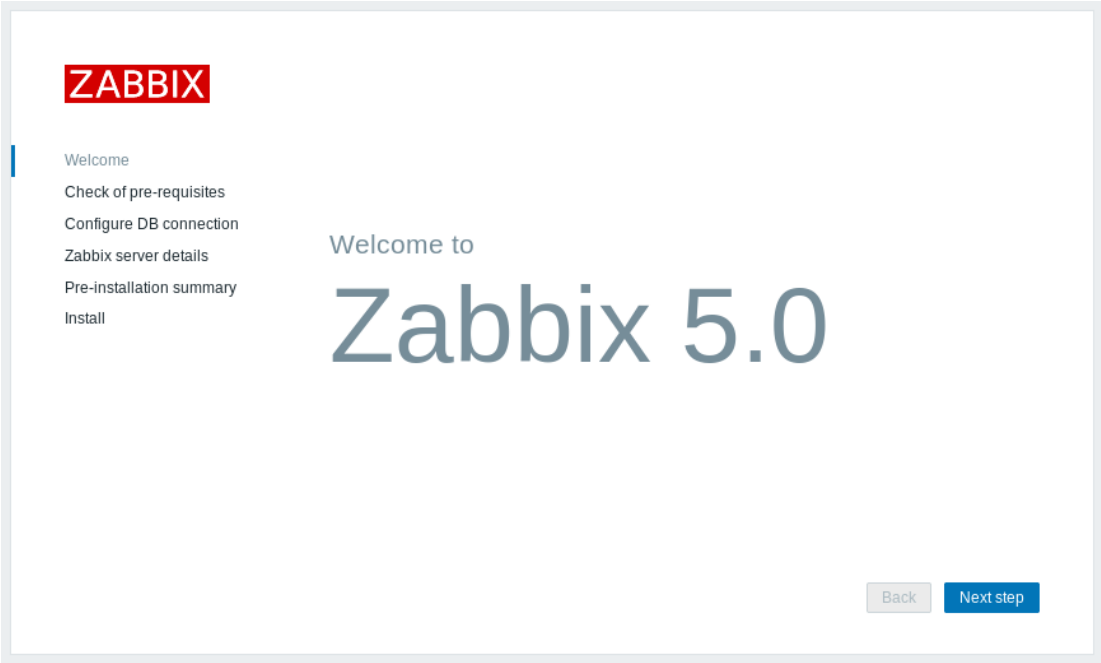 ZABBIX
Welcome
Check of pre-requisites
Configure DB connection
Zabbix server details
Pre-installation summary
Install
Welcome to
Zabbix 5.0
Back
Next step